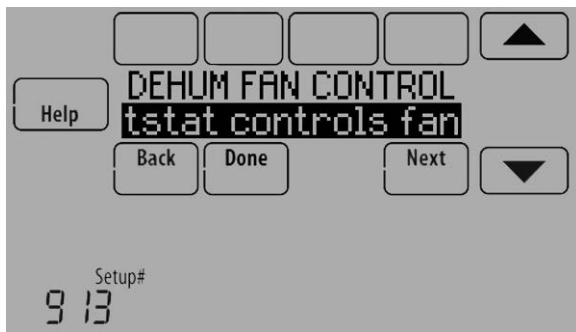 Help
DEHUM FAN CONTROL
tstat controls fan
Back Done Next
Setup#
913